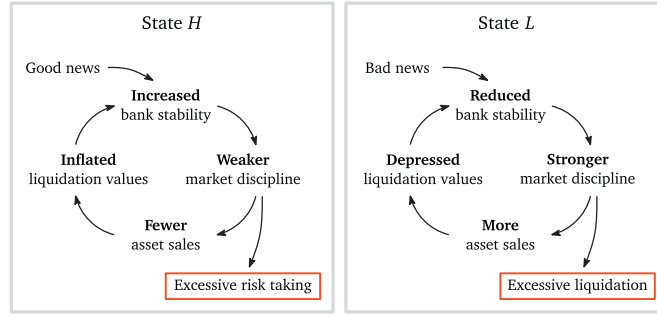 State H
Good news
Increased
bank stability
Inflated
liquidation values
Weaker
market discipline
Fewer
asset sales
Excessive risk taking
State L
Bad news
Reduced
bank stability
Depressed
liquidation values
Stronger
market discipline
More
asset sales
Excessive liquidation